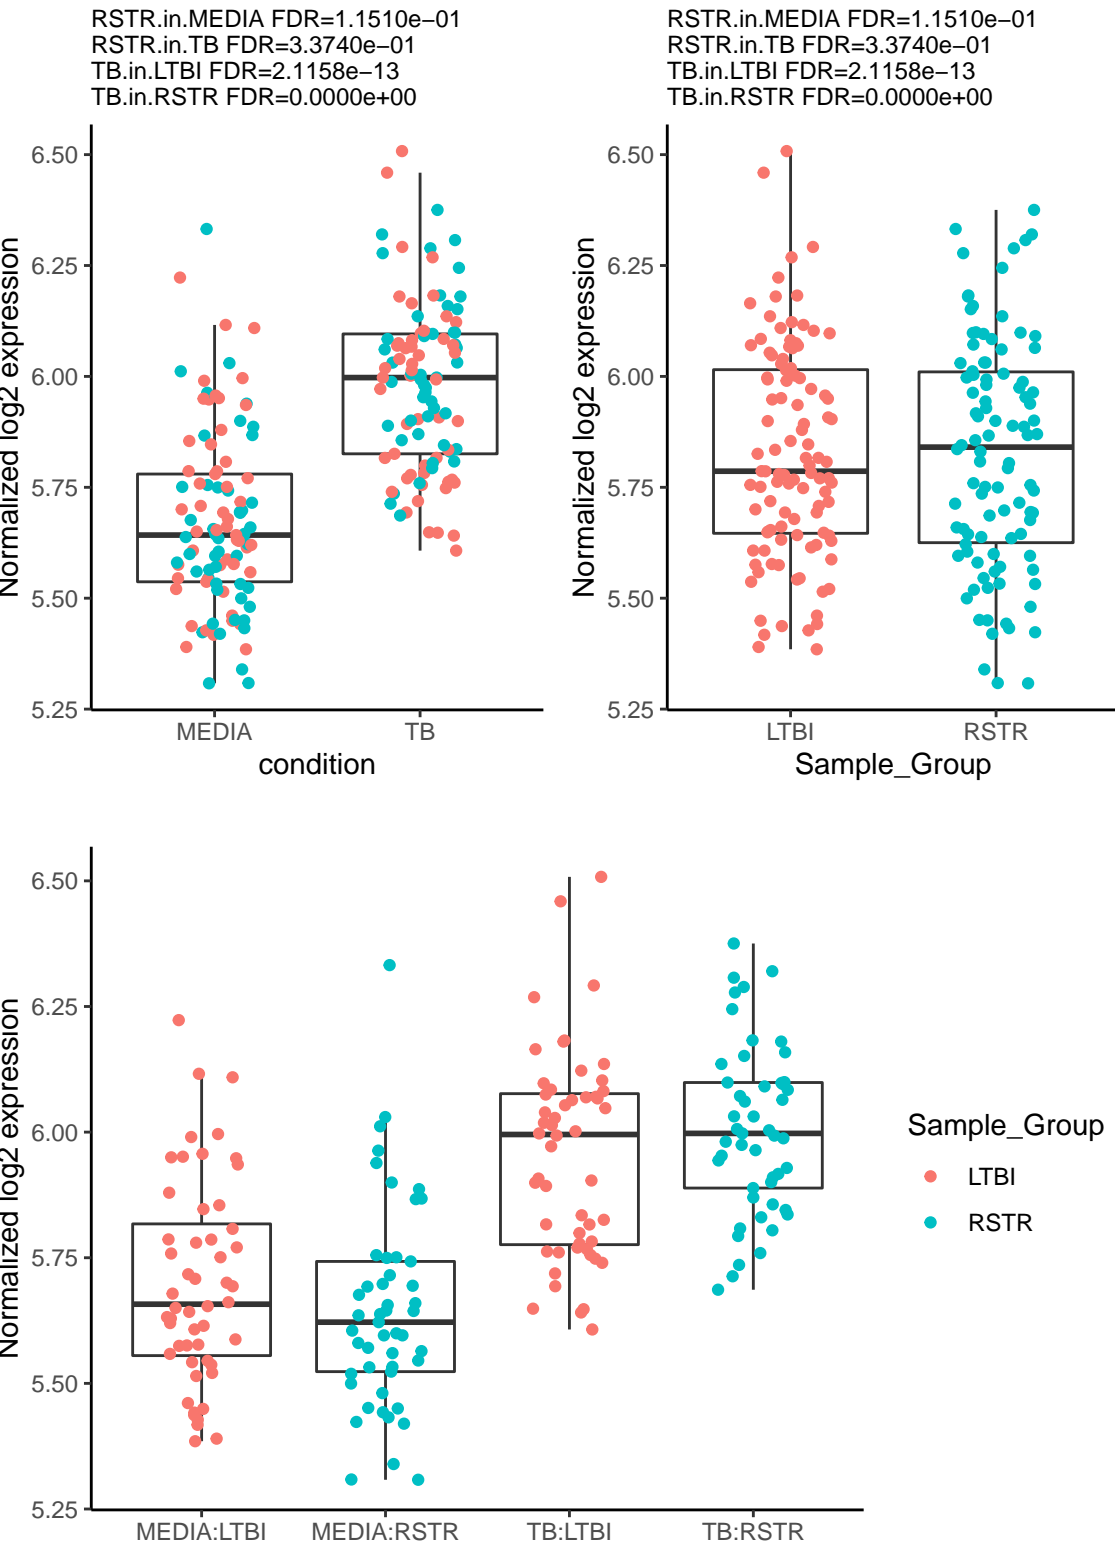 RSTR.in.MEDIA FDR=1.1510e−01
RSTR.in.TB FDR=3.3740e−01
TB.in.LTBI FDR=2.1158e−13
TB.in.RSTR FDR=0.0000e+00
Normalized log2 expression
6.50
6.25
6.00
5.75
5.50
5.25
MEDIA TB
condition
RSTR.in.MEDIA FDR=1.1510e−01
RSTR.in.TB FDR=3.3740e−01
TB.in.LTBI FDR=2.1158e−13
TB.in.RSTR FDR=0.0000e+00
Normalized log2 expression
6.50
6.25
6.00
5.75
5.50
5.25
LTBI RSTR
Sample_Group
Normalized log2 expression
6.50
6.25
6.00
5.75
5.50
5.25
MEDIA:LTBI MEDIA:RSTR TB:LTBI TB:RSTR
Sample_Group
LTBI
RSTR